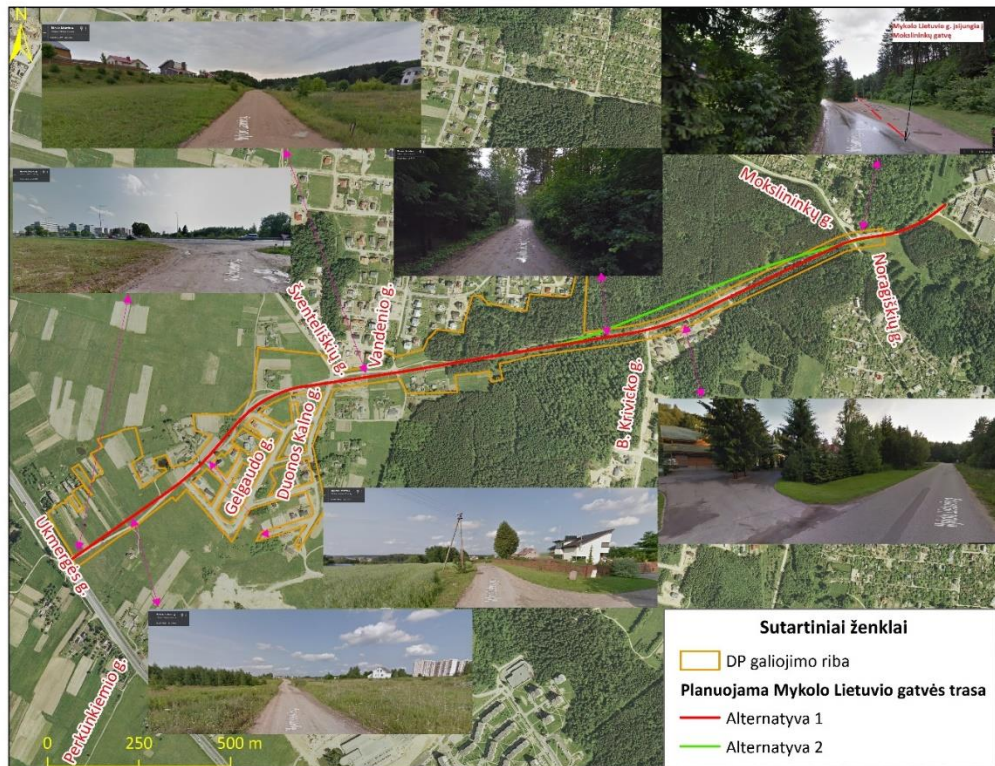 N
Mykolo Lietuvio g. įsijungia į
Mokslininkų gatvę
Mokslininkų g.
Noragiškių g.
Šventeliškių g.
Vandenio g.
B. Krivicko g.
Duonos Kalno g.
Gelgaudo g.
Ukmergės g.
Perkūnkiemio g.
0 250 500 m
Sutartiniai ženklai
DP galiojimo riba
Planuojama Mykolo Lietuvio gatvės trasa
Alternatyva 1
Alternatyva 2